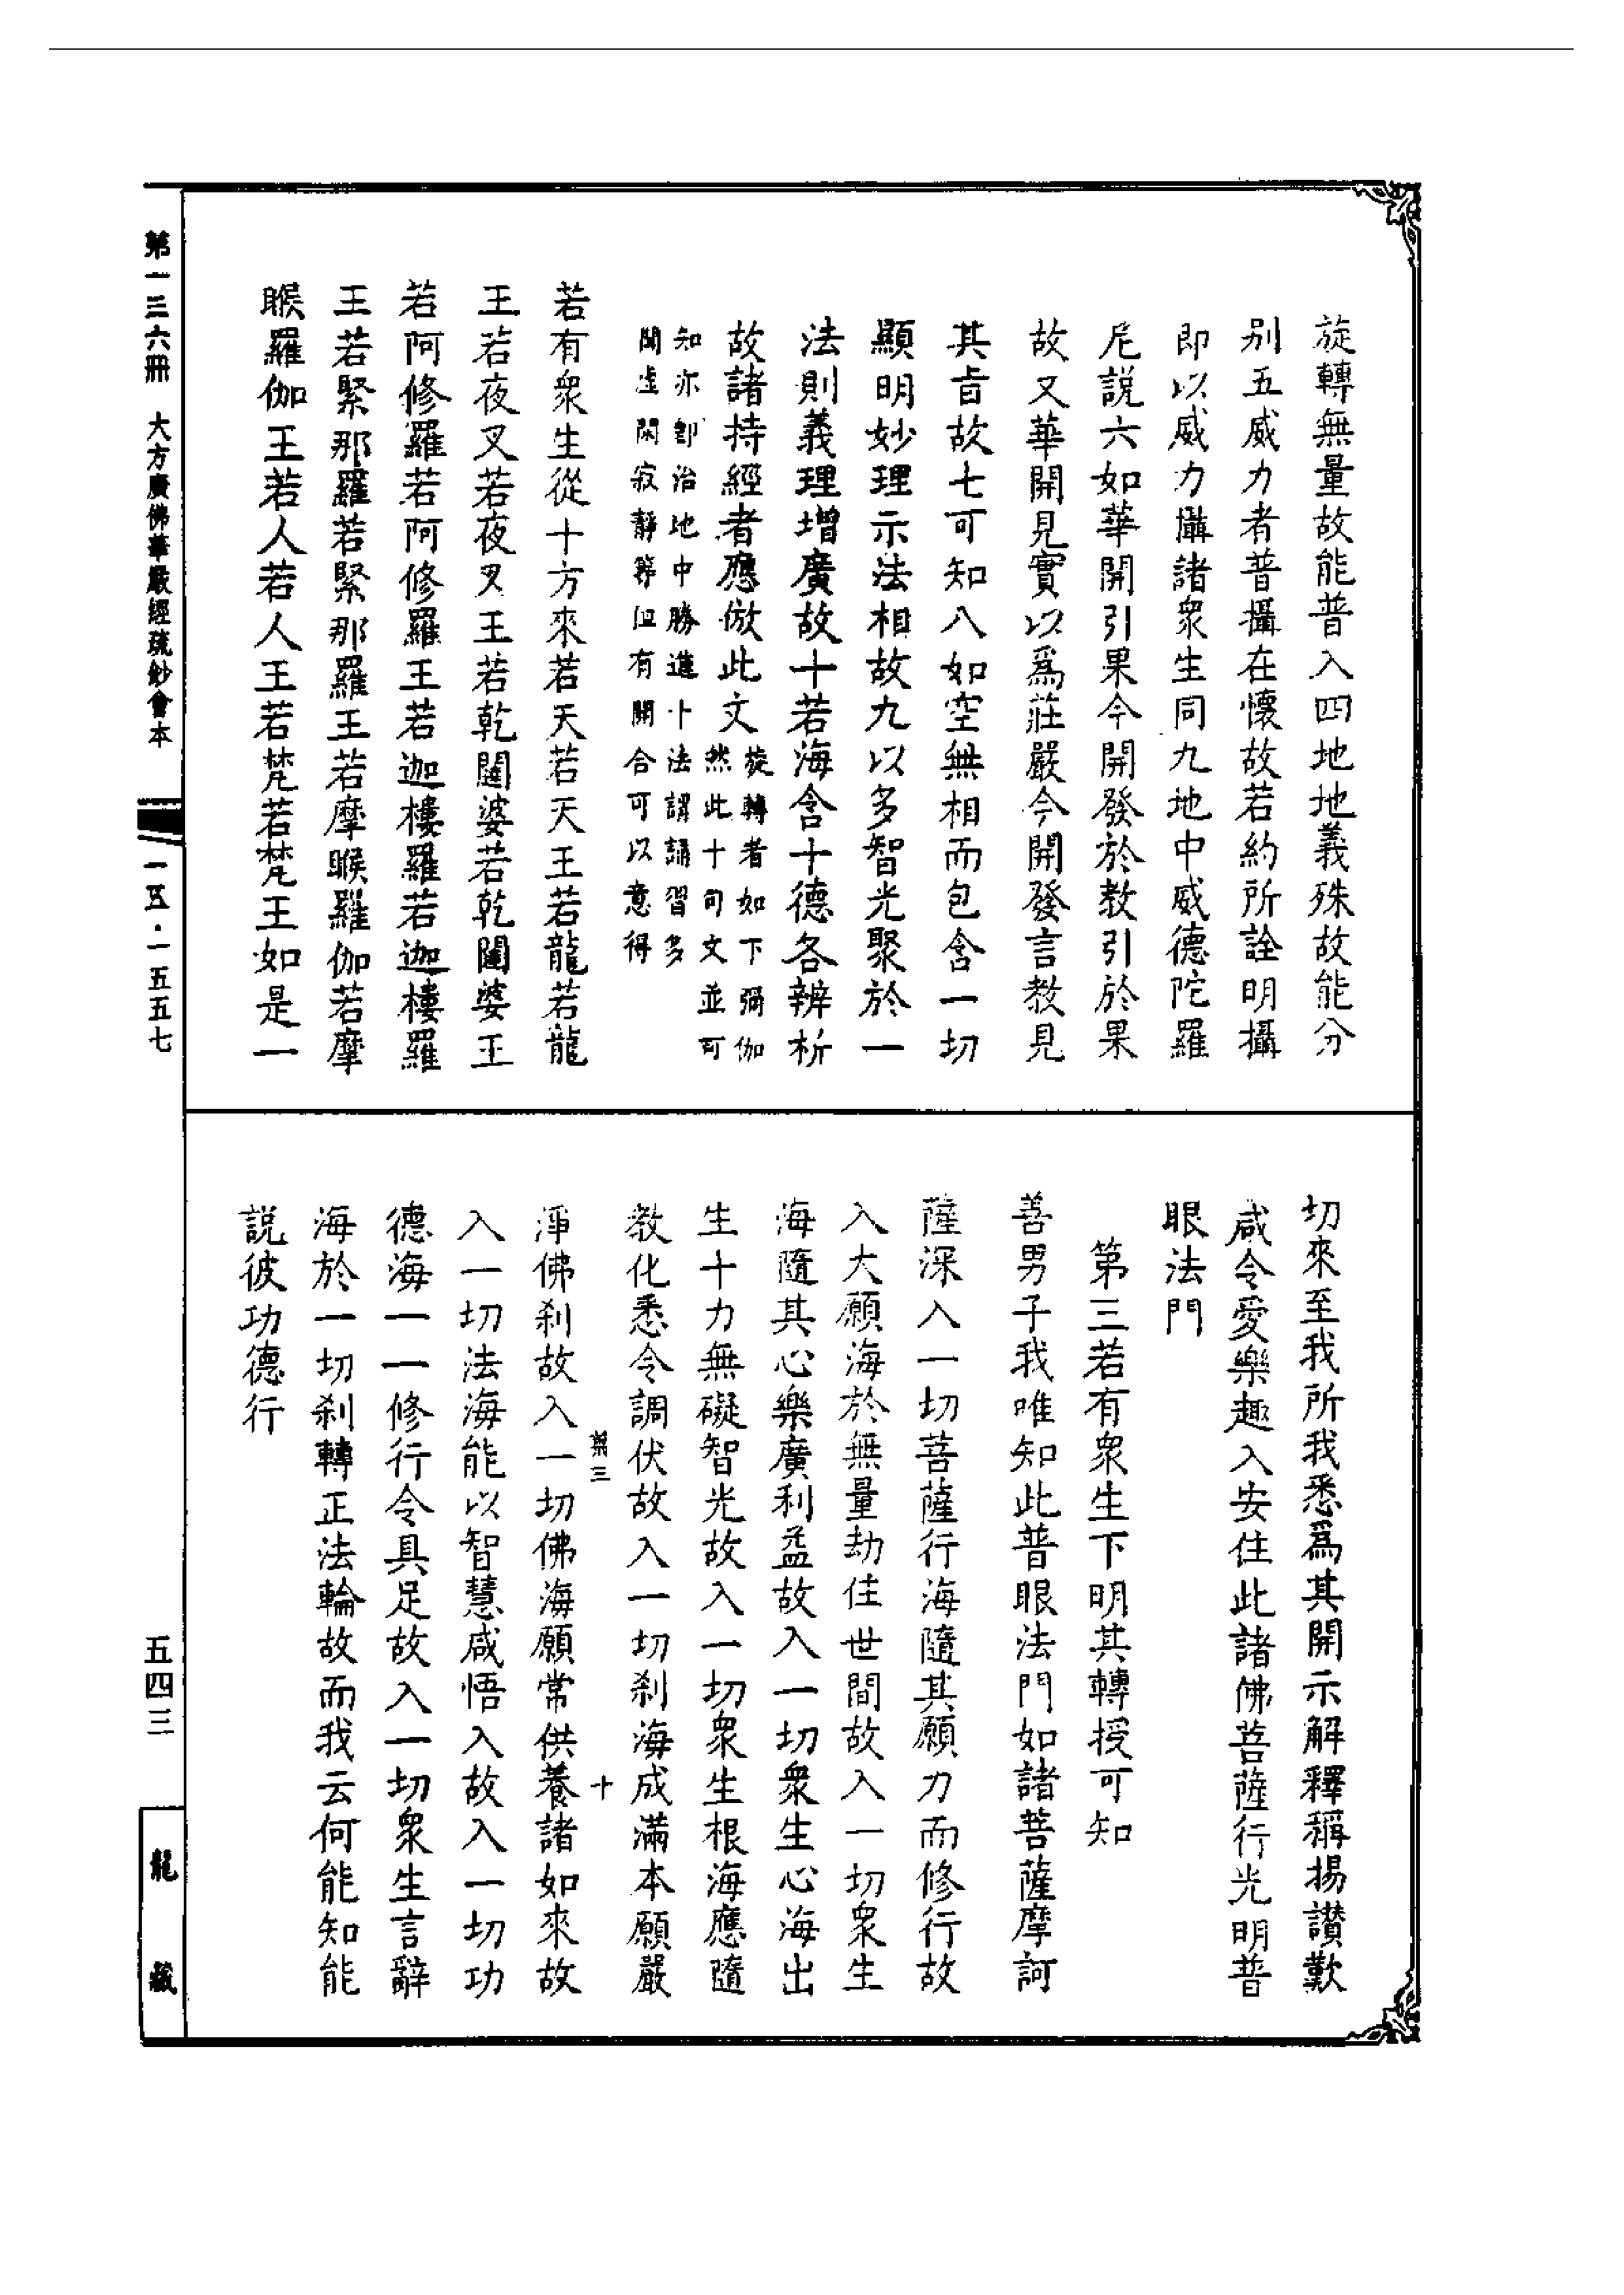 旋轉無量故能普入四地地義殊故能分
別五威力者普攝在懷故若約所詮明攝
即以威力攝諸衆生同九地中威德陀羅
尼說六如華開引果今開發於教引於果
故又華開見實以爲莊嚴今開發言教見
其旨故七可知八如空無相而包含一切
顯明妙理示法相故九以多智光聚於一
法則義理增廣故十若海含十德各辨析
故諸持經者應倣此文
旋轉者如下彌伽
然此十句文並可
知亦卽治地中勝進十法謂誦習多
聞虛閑寂靜等但有開合可以意得
若有衆生從十方來若天若天王若龍若龍
王若夜叉若夜叉王若乾闥婆若乾闥婆王
若阿修羅若阿修羅王若迦樓羅若迦樓羅
王若緊那羅若緊那羅王若摩睺羅伽若摩
睺羅伽王若人若人王若梵若梵王如是一
切來至我所我悉爲其開示解釋稱揚讃歎
咸令愛樂趣入安住此諸佛菩薩行光明普
眼法門
第三若有衆生下明其轉授可知
善男子我唯知此普眼法門如諸菩薩摩訶
薩深入一切菩薩行海隨其願力而修行故
入大願海於無量劫住世間故入一切衆生
海隨其心樂廣利益故入一切衆生心海出
生十力無礙智光故入一切衆生根海應隨
教化悉令調伏故入一切刹海成滿本願嚴
淨佛刹故入一切佛海願常供養諸如來故
入一切法海能以智慧咸悟入故入一切功
德海一一修行令具足故入一切衆生言辭
海於一切刹轉正法輪故而我云何能知能
說彼功德行
十
第一三六冊 大方廣佛華嚴經疏鈔會本
一五·一五五七
五四三
龍藏